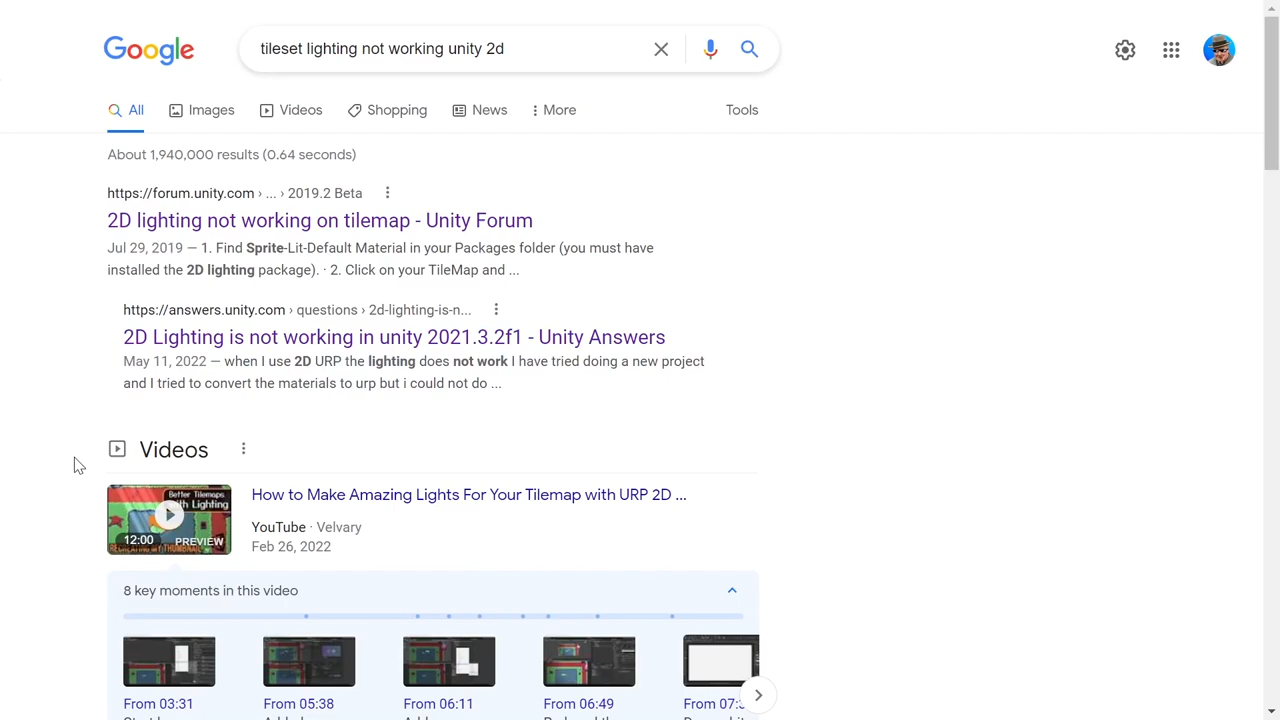 Google
tileset lighting not working unity 2d
All
Images
Videos
Shopping
News
More
Tools
About 1,940,000 results (0.64 seconds)
https://forum.unity.com › ... › 2019.2 Beta
2D lighting not working on tilemap - Unity Forum
Jul 29, 2019 — 1. Find Sprite-Lit-Default Material in your Packages folder (you must have
installed the 2D lighting package). · 2. Click on your TileMap and ...
https://answers.unity.com › questions › 2d-lighting-is-n...
2D Lighting is not working in unity 2021.3.2f1 - Unity Answers
May 11, 2022 — when I use 2D URP the lighting does not work I have tried doing a new project
and I tried to convert the materials to urp but i could not do ...
Videos
Better Tilemaps
with Lighting
12:00
PREVIEW
How to Make Amazing Lights For Your Tilemap with URP 2D ...
YouTube · Velvary
Feb 26, 2022
8 key moments in this video
From 03:31
From 05:38
From 06:11
From 06:49